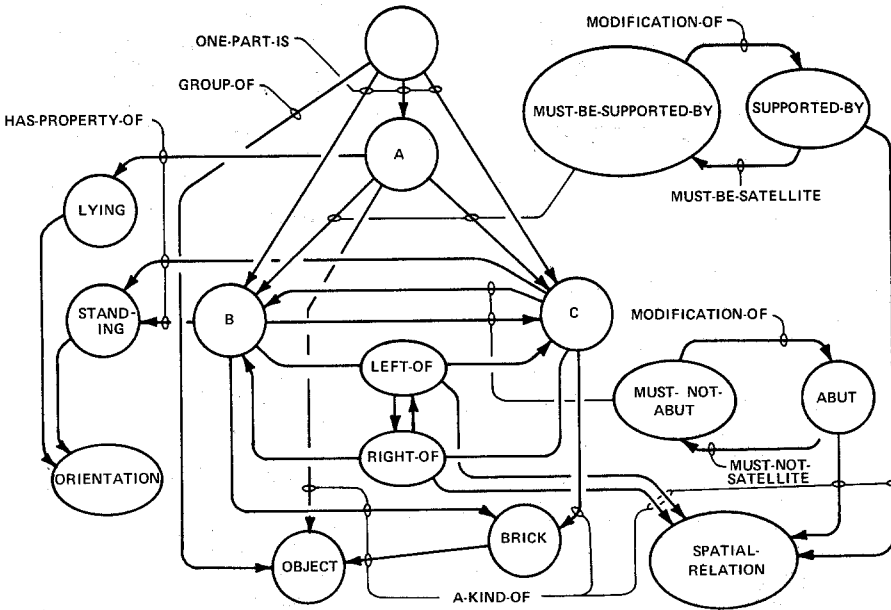 MODIFICATION-OF
ONE-PART-IS
GROUP-OF
HAS-PROPERTY-OF
MUST-BE-SUPPORTED-BY
SUPPORTED-BY
A
MUST-BE-SATELLITE
LYING
STAND-
ING
B
C
MODIFICATION-OF
LEFT-OF
MUST- NOT-
ABUT
ABUT
RIGHT-OF
MUST-NOT-
SATELLITE
ORIENTATION
BRICK
OBJECT
SPATIAL-
RELATION
A-KIND-OF